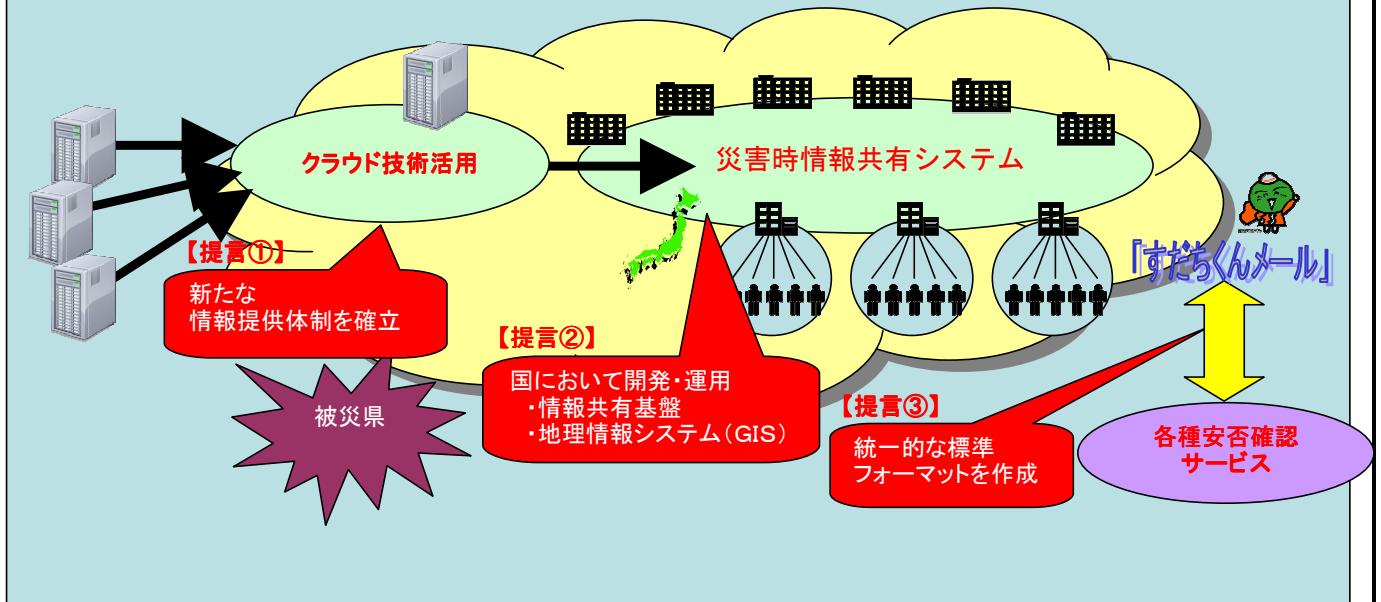 クラウド技術活用
災害時情報共有システム
【提言①】
新たな
情報提供体制を確立
被災県
【提言②】
国において開発・運用
・情報共有基盤
・地理情報システム(GIS)
「すだちくんメール」
【提言③】
統一的な標準
フォーマットを作成
各種安否確認
サービス